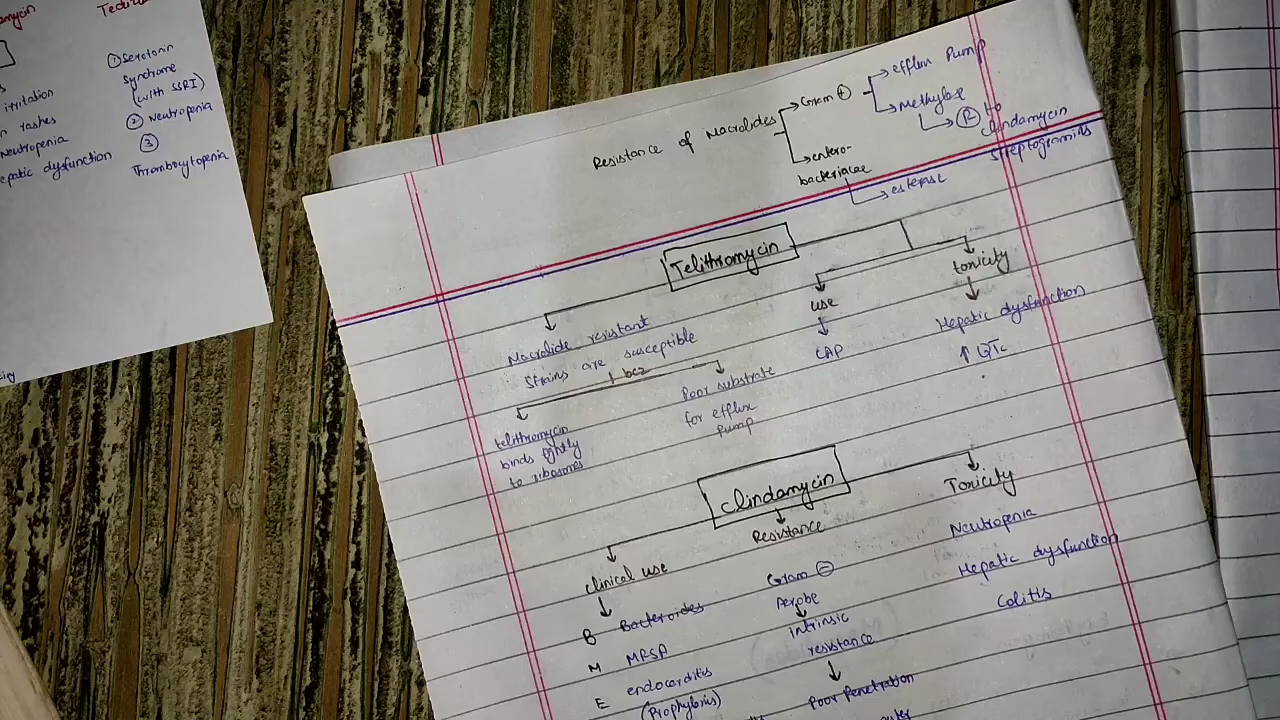 Tedizo
① Serotonin
syndrome
(with SSRI)
② Neutropenia
③
Thrombocytopenia
irritation
rashes
Neutropenia
hepatic dysfunction
Resistance of Macrolides
Gram ⊕
efflux Pump
Methylase
Ⓡ to
clindamycin
streptogramins
entero-
bacteriacae
esterase
Telithromycin
Macrolide resistant
strains are susceptible
bcz
telithromycin
binds tightly
to ribosomes
Poor substrate
for efflux
pump
use
CAP
toxicity
Hepatic dysfunction
↑ QTc
Clindamycin
clinical use
B Bacteroides
M MRSA
E endocarditis
(Prophylaxis)
Resistance
Gram ⊖
Aerobe
intrinsic
resistance
Poor Penetration
outer
Toxicity
Neutropenia
Hepatic dysfunction
Colitis